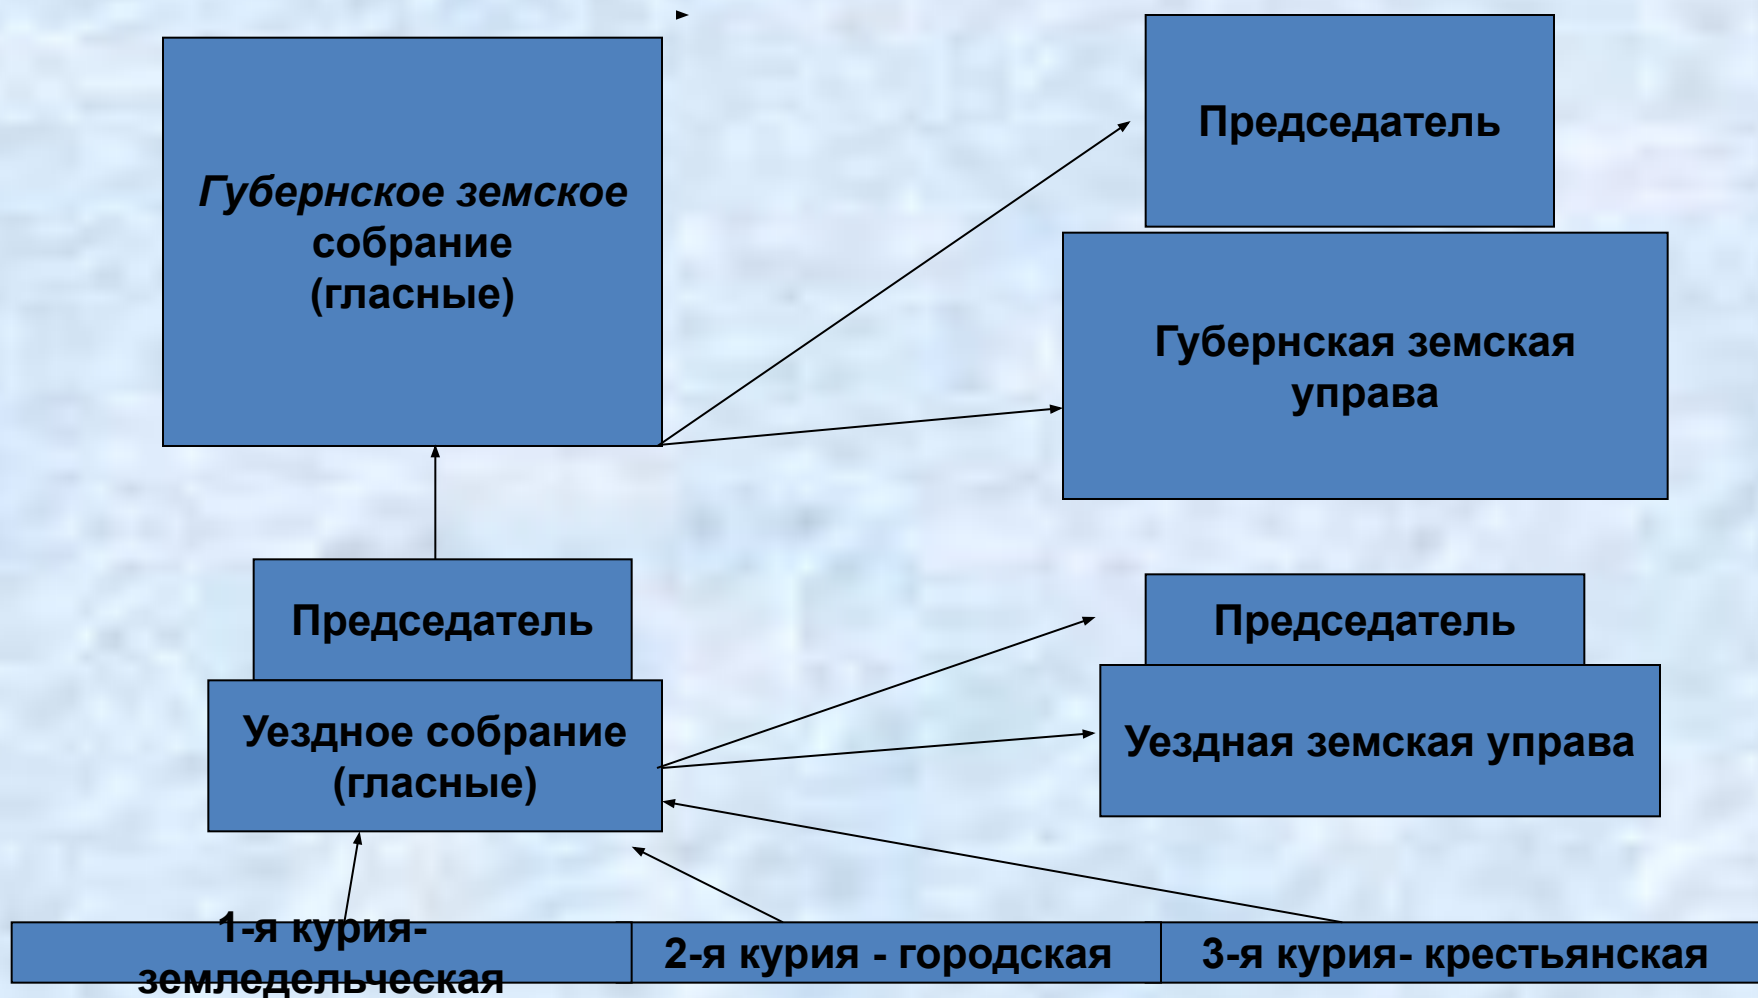 Губернское земское
собрание
(гласные)
Председатель
Губернская земская
управа
Председатель
Уездное собрание
(гласные)
Председатель
Уездная земская управа
1-я курия-
земледельческая
2-я курия - городская
3-я курия- крестьянская